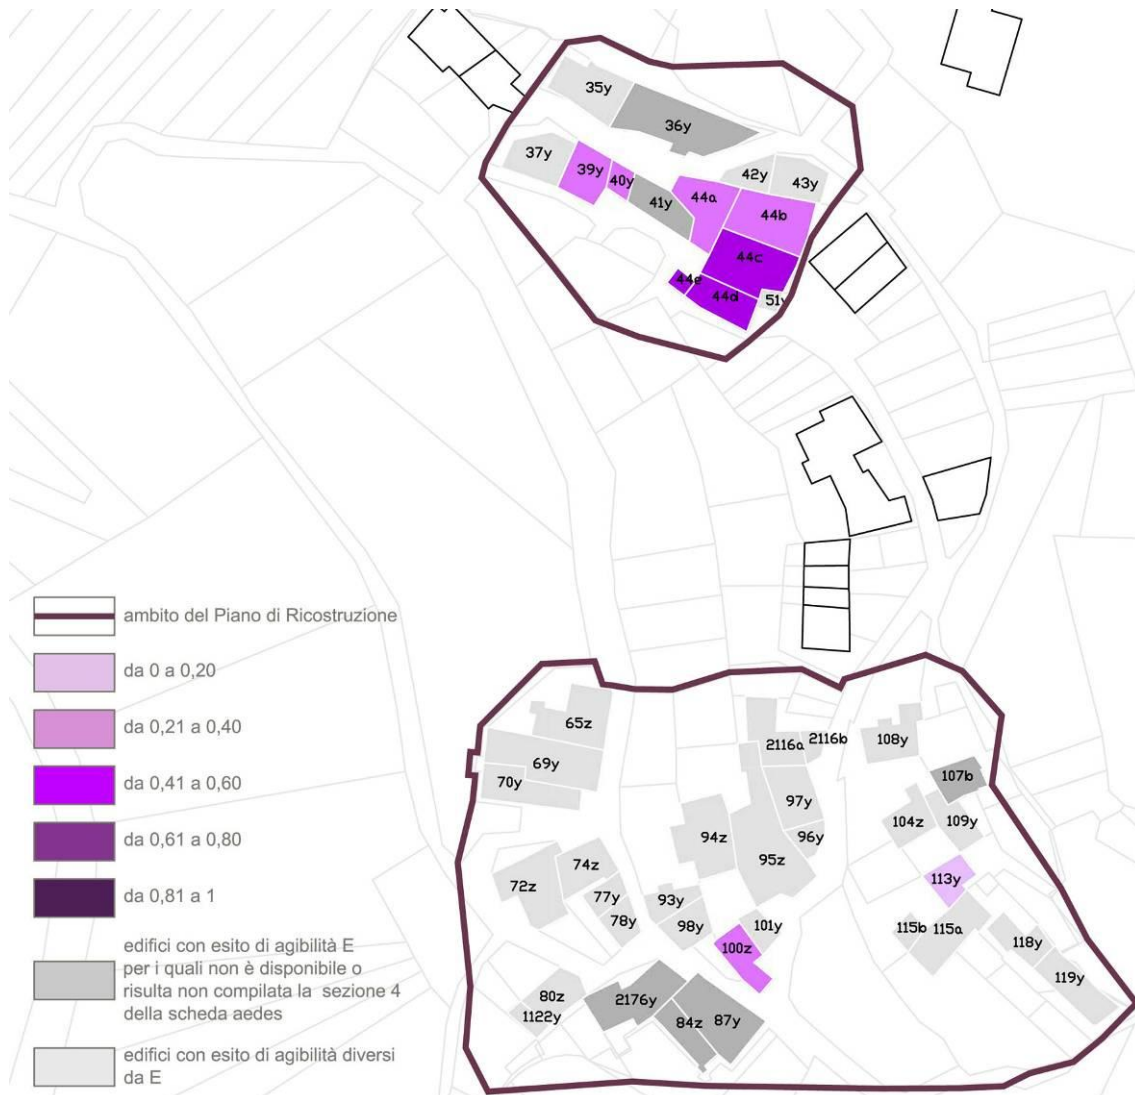 35y
36y
37y
39y
40y
41y
42y
43y
44a
44b
44c
44e
44d
51y
ambito del Piano di Ricostruzione
da 0 a 0,20
da 0,21 a 0,40
da 0,41 a 0,60
da 0,61 a 0,80
da 0,81 a 1
edifici con esito di agibilità E
per i quali non è disponibile o
risulta non compilata la sezione 4
della scheda aedes
edifici con esito di agibilità diversi
da E
65z
69y
70y
2116a
2116b
108y
107b
97y
96y
94z
95z
104z
109y
74z
72z
77y
78y
93y
98y
101y
100z
113y
115b
115a
118y
119y
80z
1122y
2176y
84z
87y